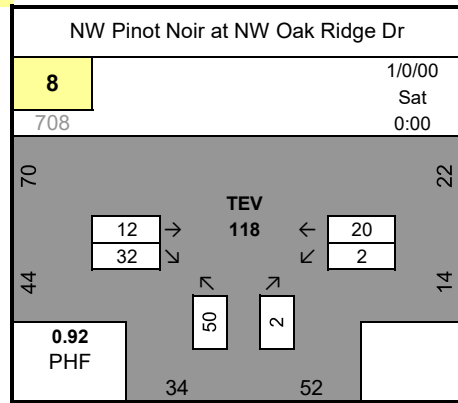 NW Pinot Noir at NW Oak Ridge Dr
8
1/0/00
Sat
708
0:00
70
22
TEV
12 → 118 ← 20
32 ↘ ↙ 2
44
↖ ↗
14
50 2
0.92
PHF
34 52